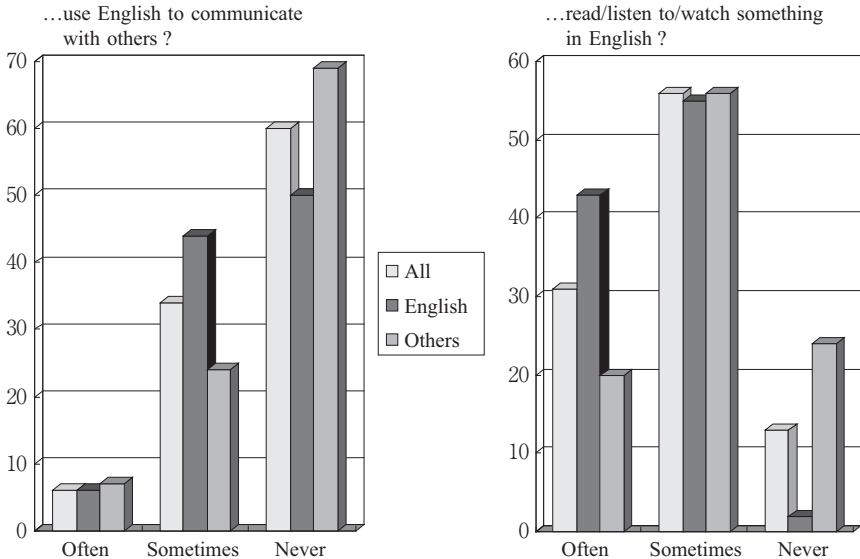 …use English to communicate
with others ?
70
60
50
40
30
20
10
0
Often Sometimes Never
All
English
Others
…read/listen to/watch something
in English ?
60
50
40
30
20
10
0
Often Sometimes Never